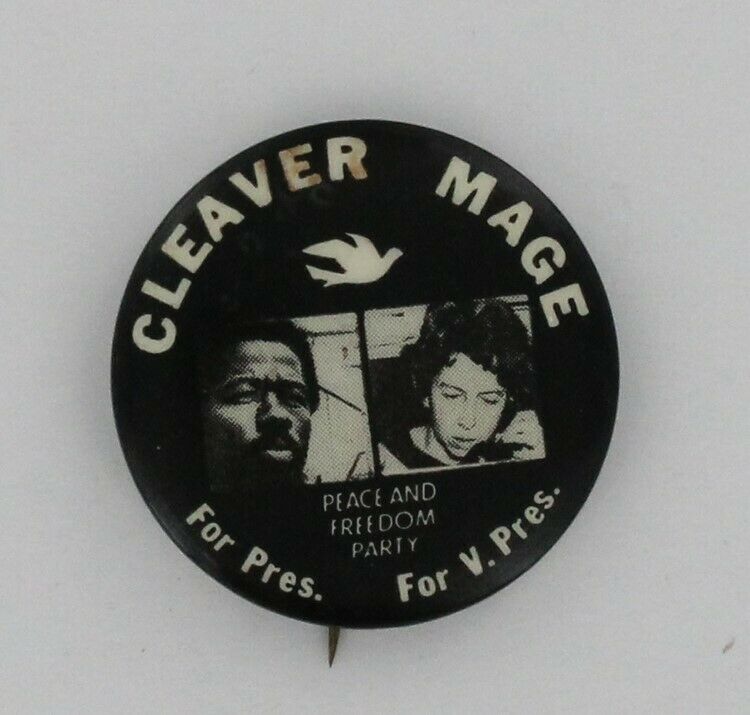 CLEAVER MAGE
PEACE AND
FREEDOM
PARTY
For Pres. For V. Pres.